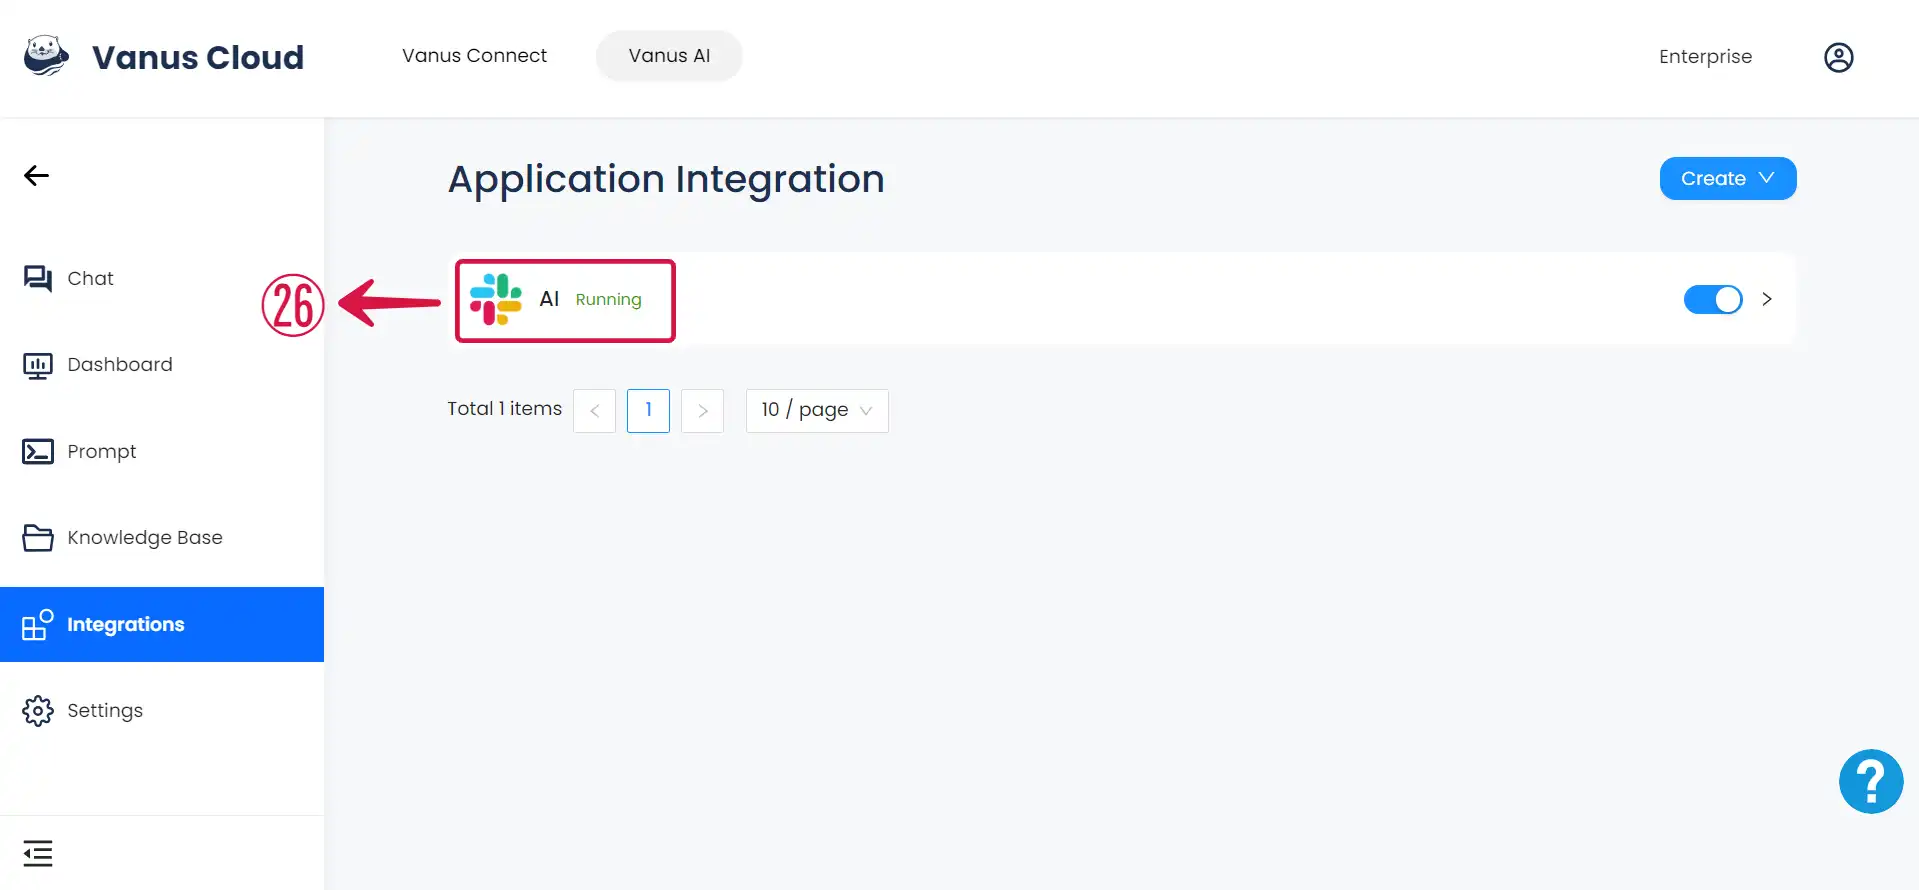 Vanus Cloud
Vanus Connect
Vanus AI
Enterprise
Application Integration
Create
Chat
26
AI Running
Dashboard
Total 1 items < 1 > 10 / page
Prompt
Knowledge Base
Integrations
Settings
?